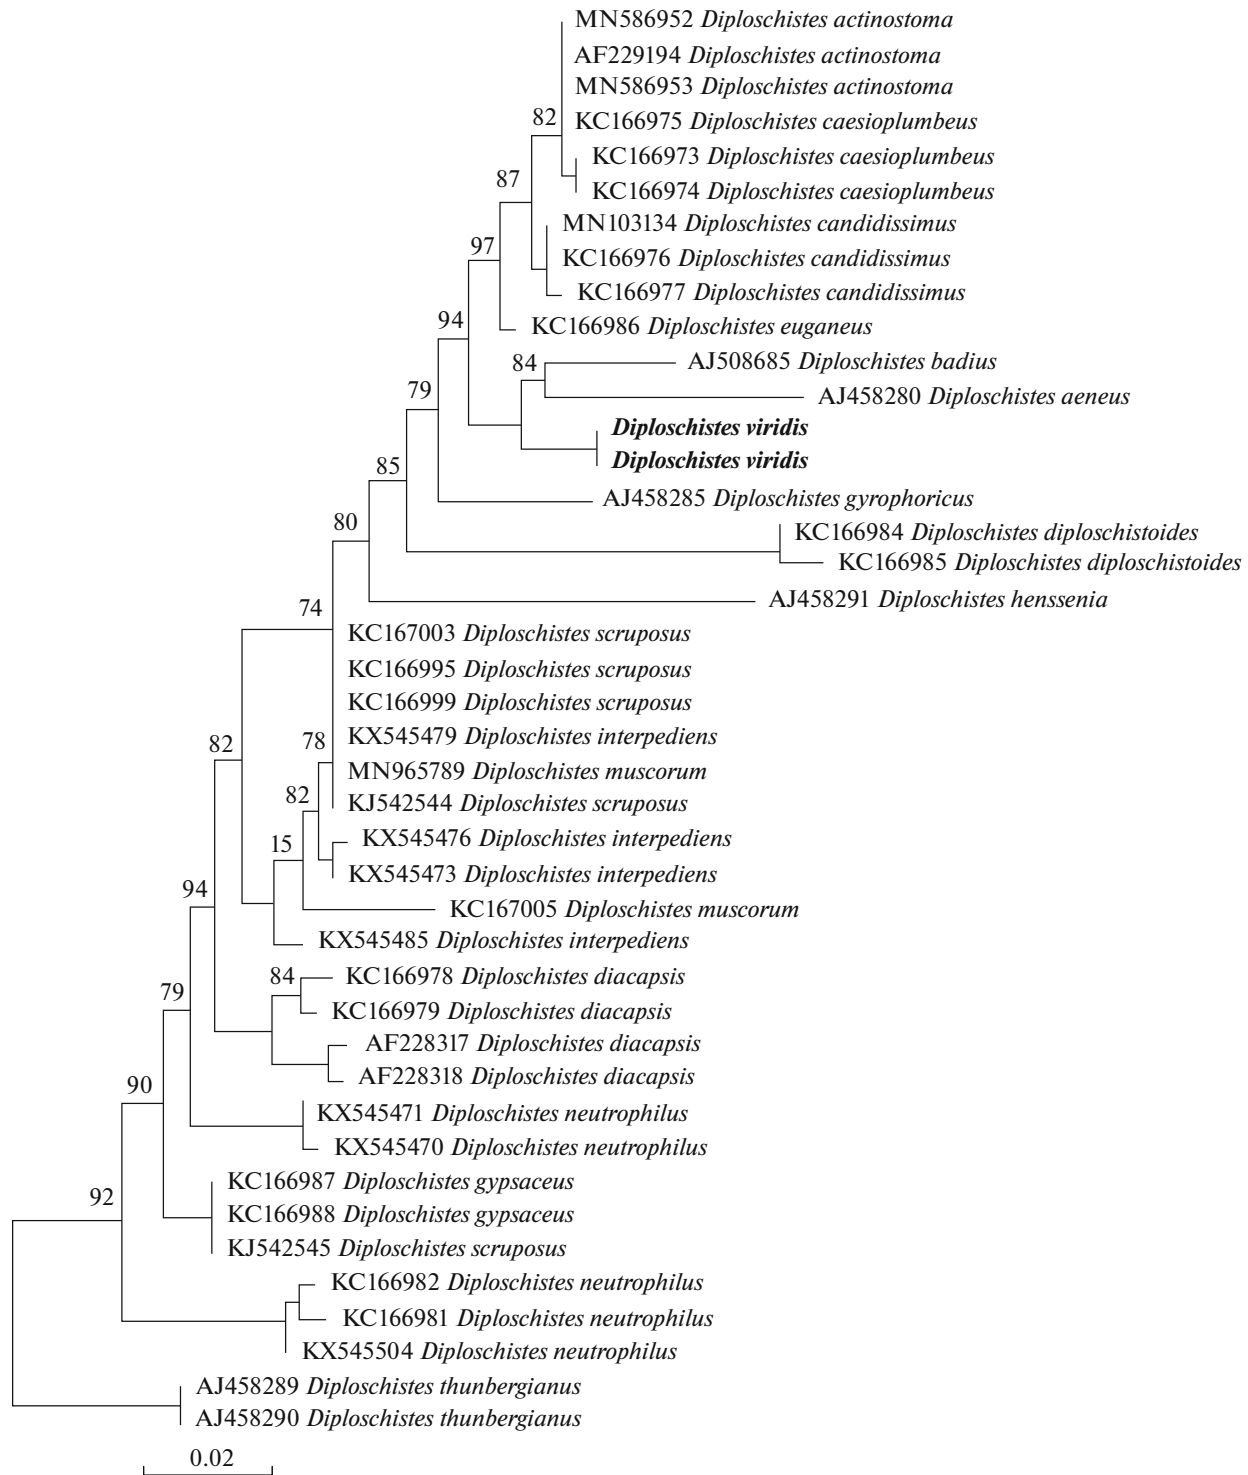 MN586952 Diploschistes actinostoma
AF229194 Diploschistes actinostoma
MN586953 Diploschistes actinostoma
82
KC166975 Diploschistes caesioplumbeus
KC166973 Diploschistes caesioplumbeus
87
KC166974 Diploschistes caesioplumbeus
MN103134 Diploschistes candidissimus
97
KC166976 Diploschistes candidissimus
KC166977 Diploschistes candidissimus
94
KC166986 Diploschistes euganeus
84
AJ508685 Diploschistes badius
79
AJ458280 Diploschistes aeneus
Diploschistes viridis
Diploschistes viridis
85
AJ458285 Diploschistes gyrophoricus
80
KC166984 Diploschistes diploschistoides
KC166985 Diploschistes diploschistoides
AJ458291 Diploschistes henssenia
74
KC167003 Diploschistes scruposus
KC166995 Diploschistes scruposus
KC166999 Diploschistes scruposus
82
78
KX545479 Diploschistes interpediens
MN965789 Diploschistes muscorum
82
KJ542544 Diploschistes scruposus
15
KX545476 Diploschistes interpediens
KX545473 Diploschistes interpediens
94
KC167005 Diploschistes muscorum
KX545485 Diploschistes interpediens
84
KC166978 Diploschistes diacapsis
79
KC166979 Diploschistes diacapsis
AF228317 Diploschistes diacapsis
AF228318 Diploschistes diacapsis
90
KX545471 Diploschistes neutrophilus
KX545470 Diploschistes neutrophilus
KC166987 Diploschistes gypsaceus
92
KC166988 Diploschistes gypsaceus
KJ542545 Diploschistes scruposus
KC166982 Diploschistes neutrophilus
KC166981 Diploschistes neutrophilus
KX545504 Diploschistes neutrophilus
AJ458289 Diploschistes thunbergianus
AJ458290 Diploschistes thunbergianus
0.02